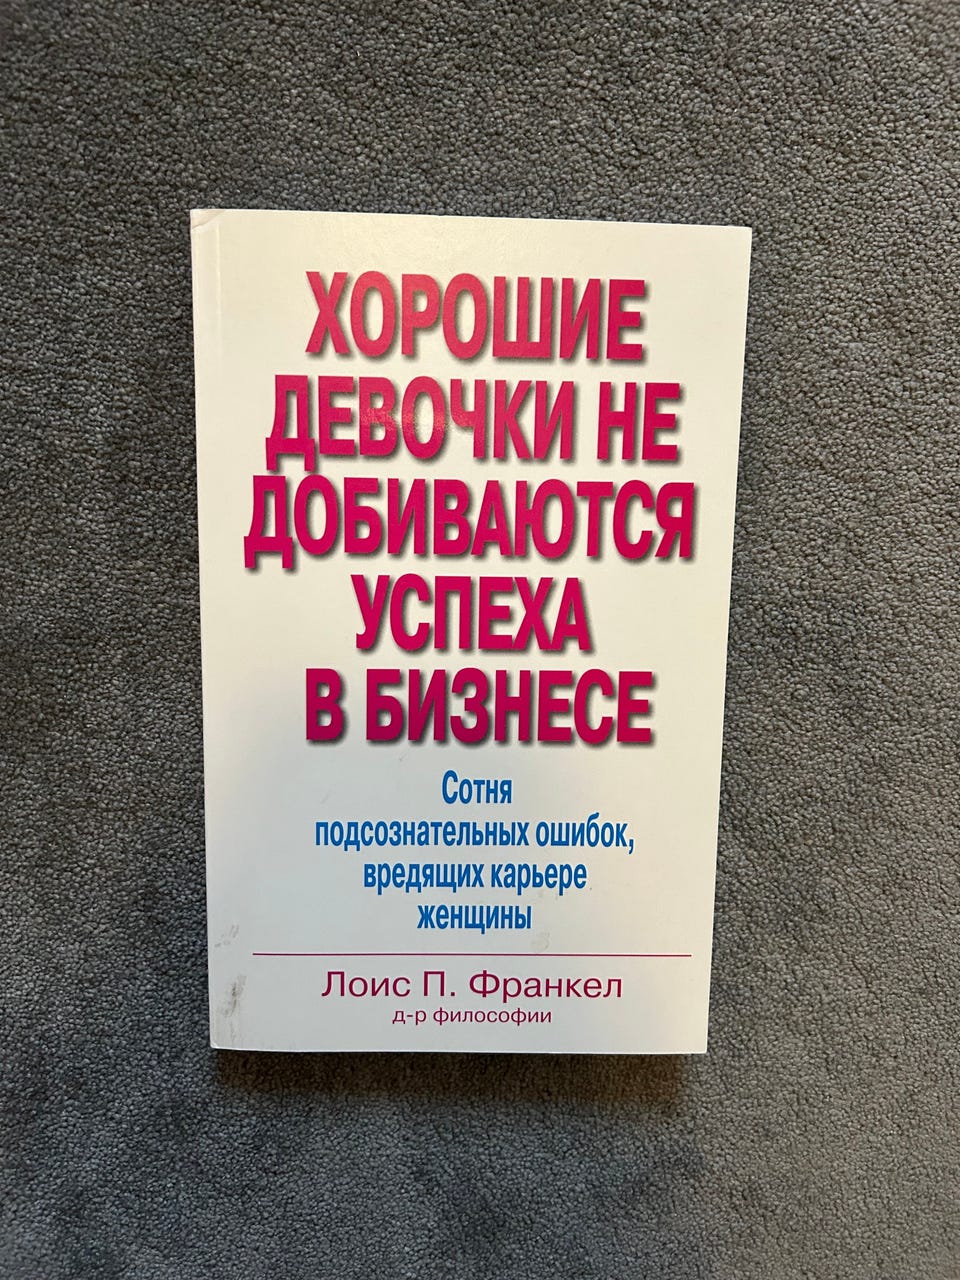 ХОРОШИЕ
ДЕВОЧКИ НЕ
ДОБИВАЮТСЯ
УСПЕХА
В БИЗНЕСЕ
Сотня
подсознательных ошибок,
вредящих карьере
женщины
Лоис П. Франкел
д-р философии